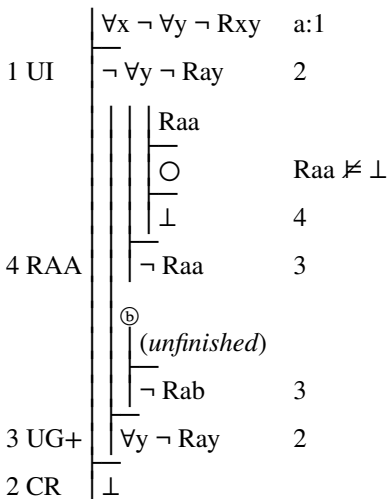 ∀x ¬ ∀y ¬ Rxy a:1
1 UI ¬ ∀y ¬ Ray 2
Raa
○ Raa ⊭ ⊥
⊥ 4
4 RAA ¬ Raa 3
ⓑ
(unfinished)
¬ Rab 3
3 UG+ ∀y ¬ Ray 2
2 CR ⊥